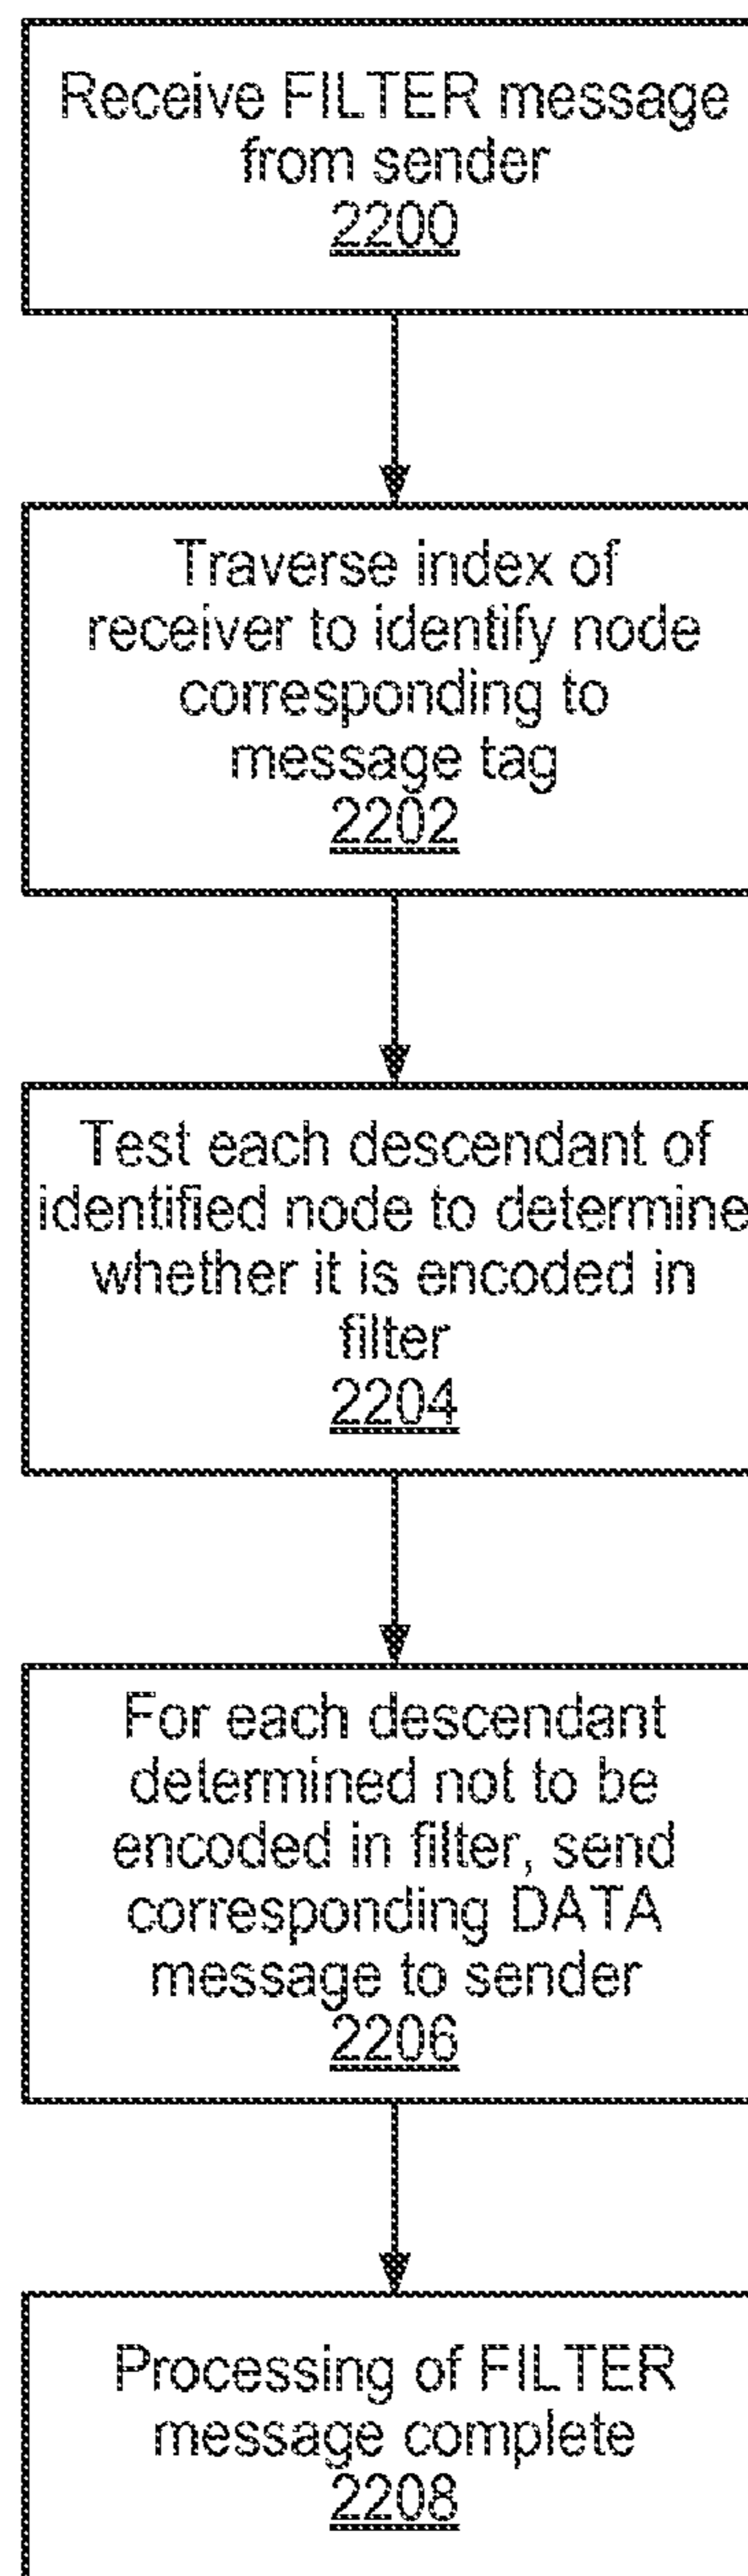 Receive FILTER message
from sender
2200
Traverse index of
receiver to identify node
corresponding to
message tag
2202
Test each descendant of
identified node to determine
whether it is encoded in
filter
2204
For each descendant
determined not to be
encoded in filter, send
corresponding DATA
message to sender
2206
Processing of FILTER
message complete
2208